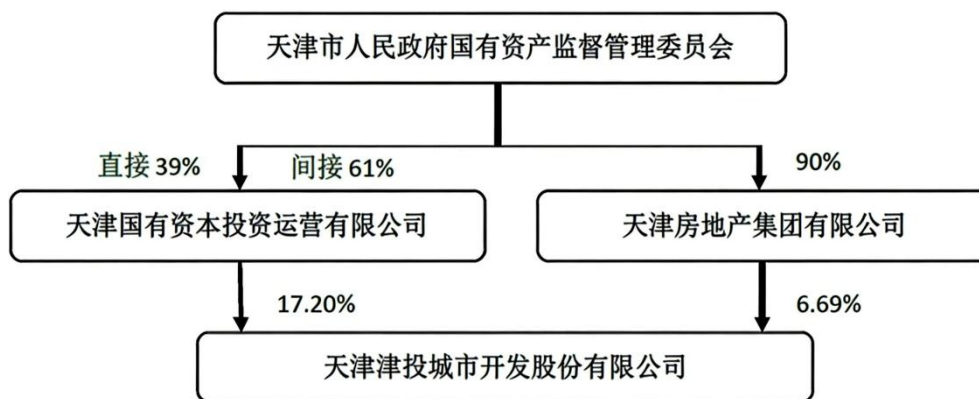 天津市人民政府国有资产监督管理委员会
直接 39%
间接 61%
90%
天津国有资本投资运营有限公司
天津房地产集团有限公司
17.20%
6.69%
天津津投城市开发股份有限公司